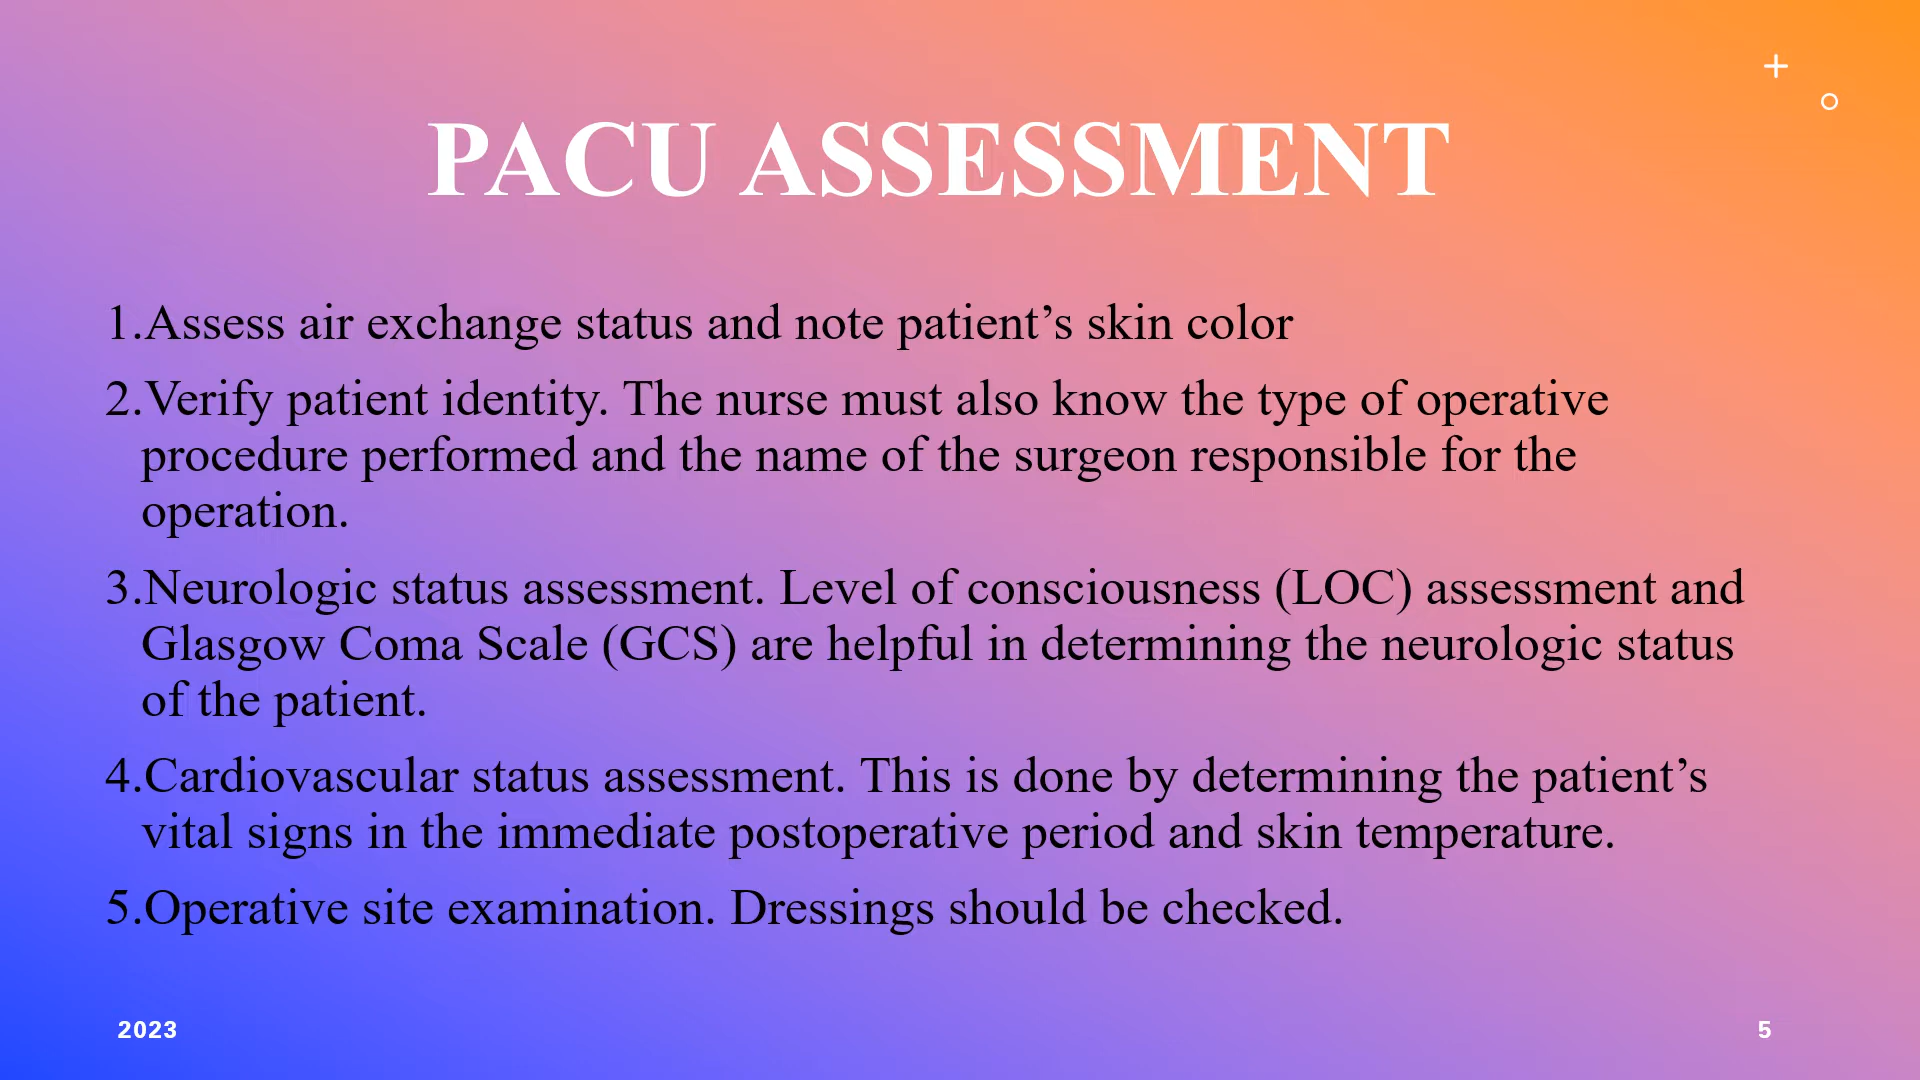 PACU ASSESSMENT
1.Assess air exchange status and note patient’s skin color
2.Verify patient identity. The nurse must also know the type of operative
procedure performed and the name of the surgeon responsible for the
operation.
3.Neurologic status assessment. Level of consciousness (LOC) assessment and
Glasgow Coma Scale (GCS) are helpful in determining the neurologic status
of the patient.
4.Cardiovascular status assessment. This is done by determining the patient’s
vital signs in the immediate postoperative period and skin temperature.
5.Operative site examination. Dressings should be checked.
2023
5